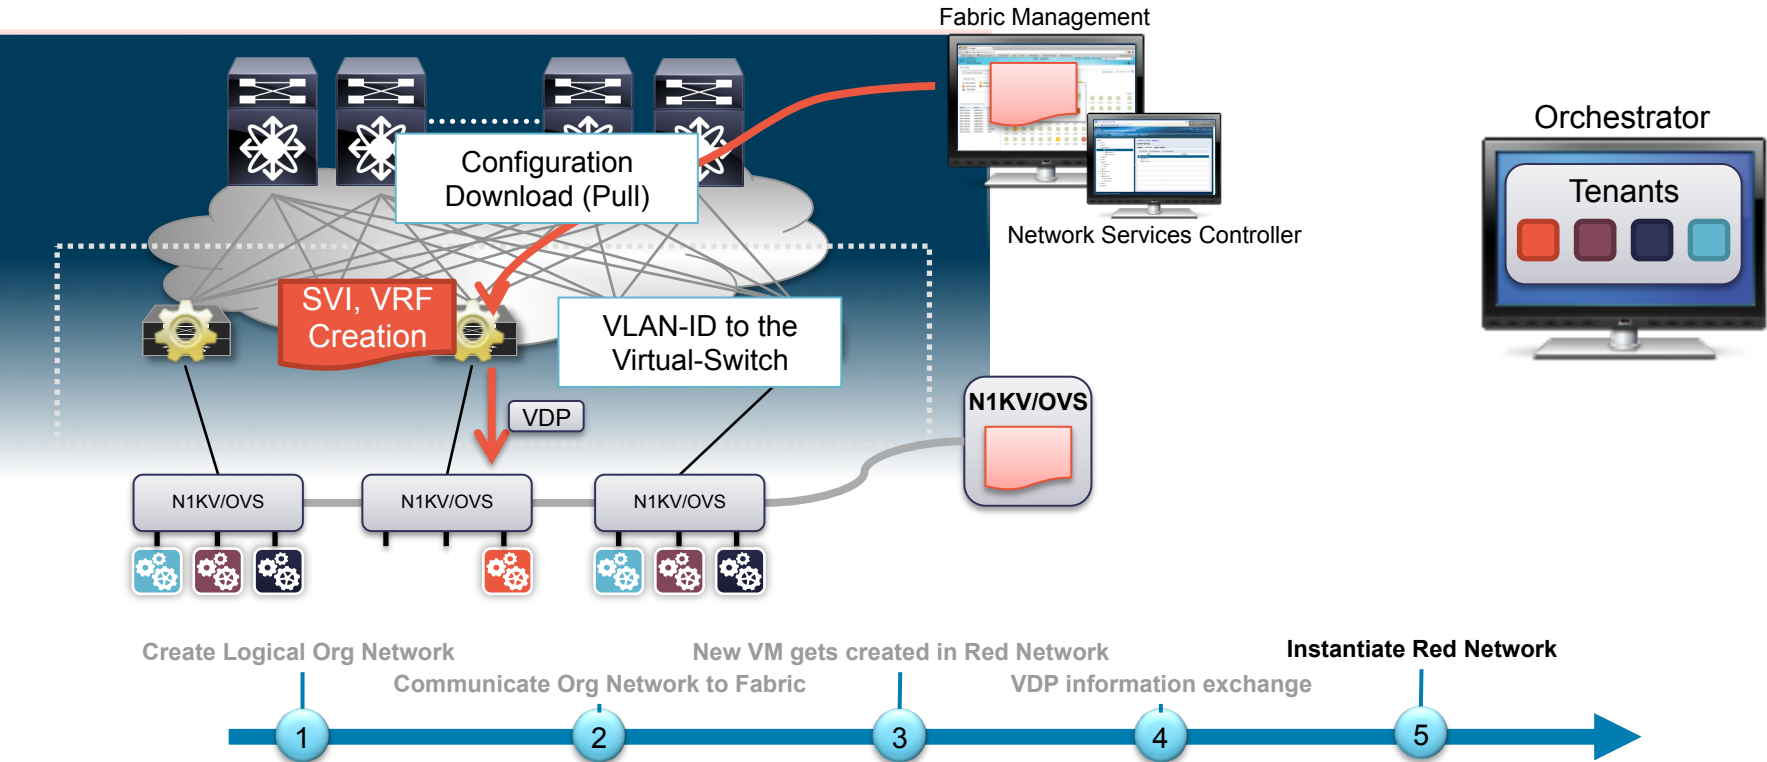 Fabric Management
Orchestrator
Configuration
Download (Pull)
Tenants
Network Services Controller
SVI, VRF
Creation
VLAN-ID to the
Virtual-Switch
VDP
N1KV/OVS
N1KV/OVS
N1KV/OVS
N1KV/OVS
Create Logical Org Network
New VM gets created in Red Network
Instantiate Red Network
Communicate Org Network to Fabric
VDP information exchange
1
2
3
4
5